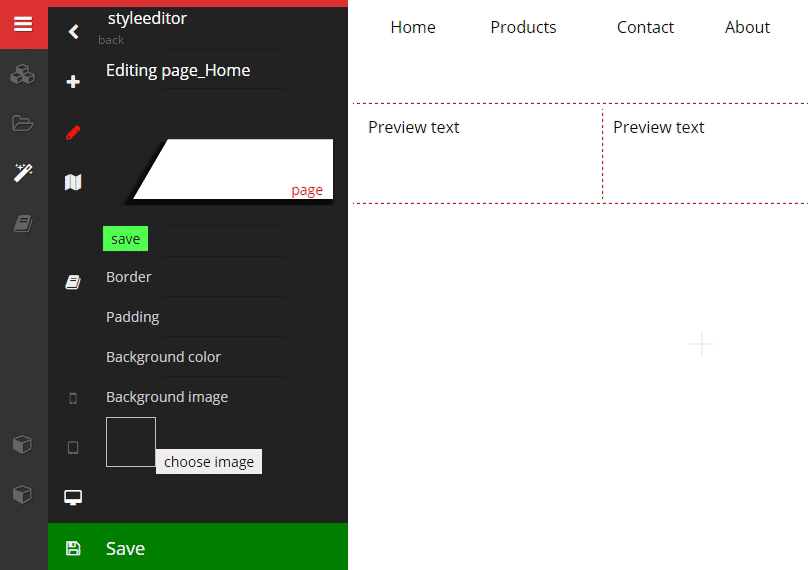 styleeditor
back
Editing page_Home
page
save
Border
Padding
Background color
Background image
choose image
Save
Home Products Contact About
Preview text Preview text